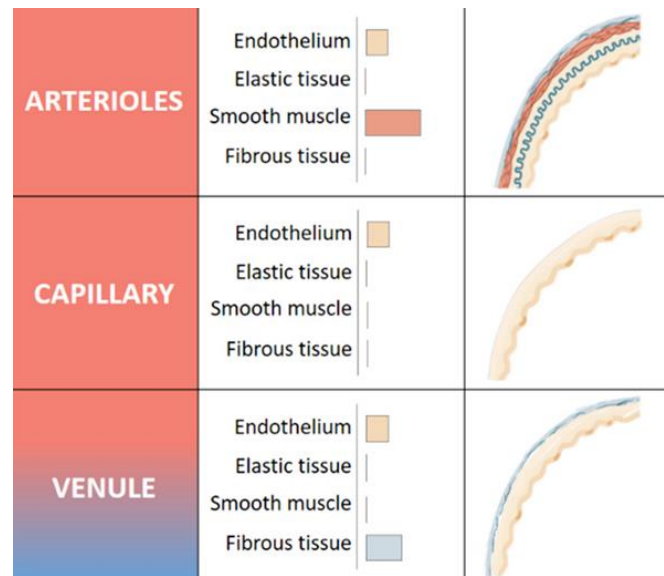 ARTERIOLES
Endothelium
Elastic tissue
Smooth muscle
Fibrous tissue
CAPILLARY
Endothelium
Elastic tissue
Smooth muscle
Fibrous tissue
VENULE
Endothelium
Elastic tissue
Smooth muscle
Fibrous tissue